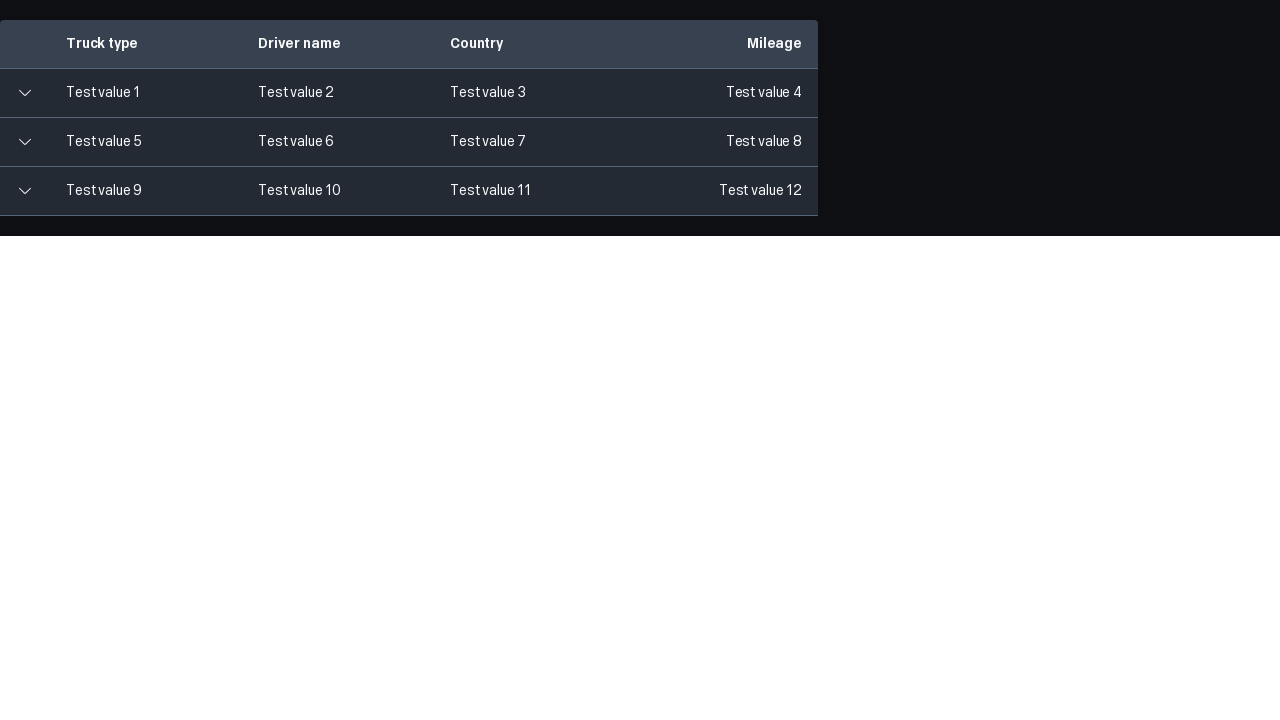 Truck type Driver name Country Mileage
Test value 1 Test value 2 Test value 3 Test value 4
Test value 5 Test value 6 Test value 7 Test value 8
Test value 9 Test value 10 Test value 11 Test value 12